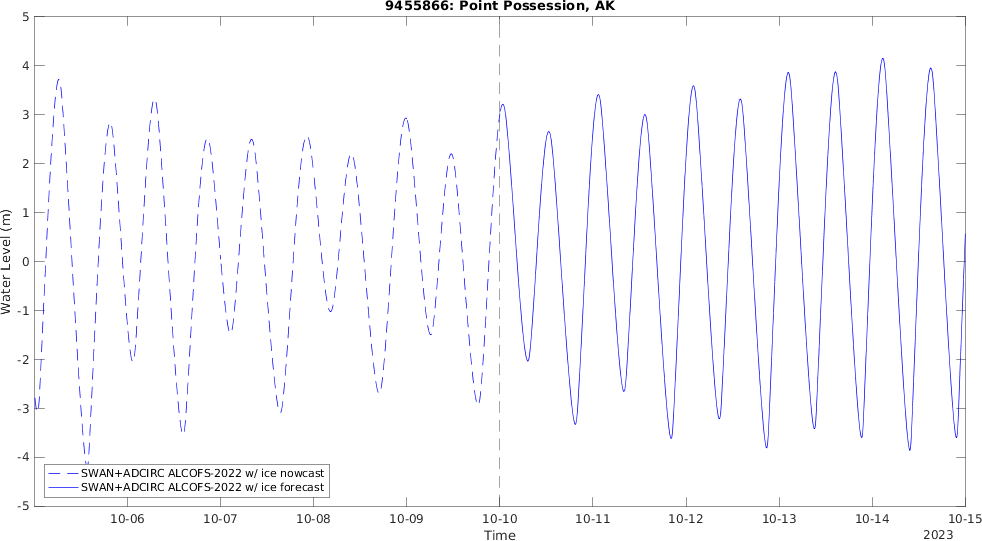 9455866: Point Possession, AK
5
4
3
2
1
0
-1
-2
-3
-4
-5
Water Level (m)
SWAN+ADCIRC ALCOFS-2022 w/ ice nowcast
SWAN+ADCIRC ALCOFS-2022 w/ ice forecast
10-06 10-07 10-08 10-09 10-10 10-11 10-12 10-13 10-14 10-15
Time
2023